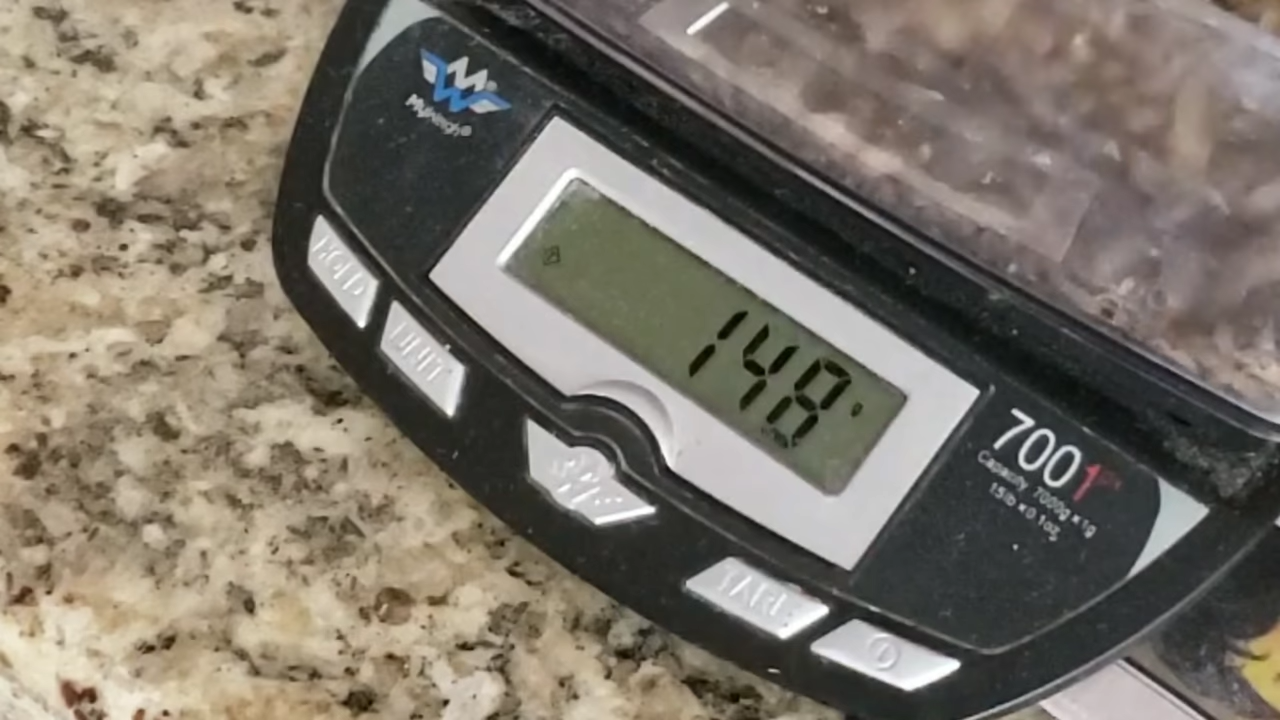 MyWeigh®
HOLD
UNIT
148
7001
Capacity 7000g x 1g
15lb x 0.1oz
TARE